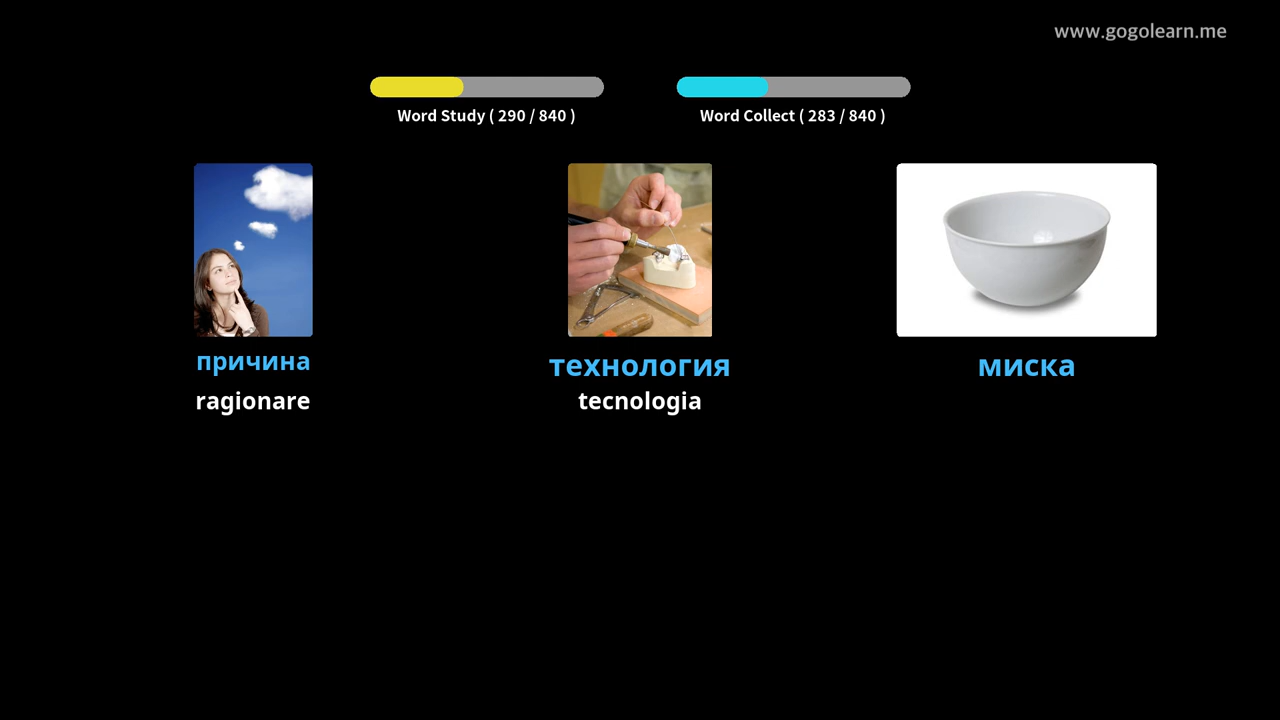 www.gogolearn.me
Word Study ( 290 / 840 )
Word Collect ( 283 / 840 )
причина
ragionare
технология
tecnologia
миска